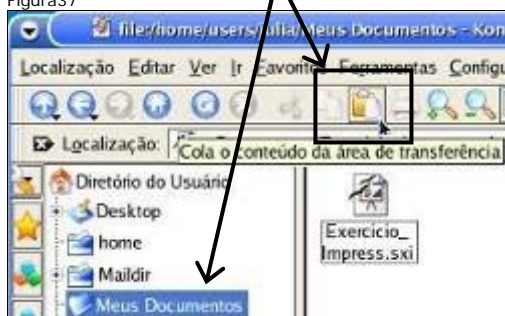 Figura37
file:/home/users/julia/Meus Documentos - Kon
Localização Editar Ver Ir Favoritos Ferramentas Configu
Localização:
Cola o conteúdo da área de transferência
Diretório do Usuário
Desktop
home
Maildir
Meus Documentos
Exercicio_
Impress.sxi